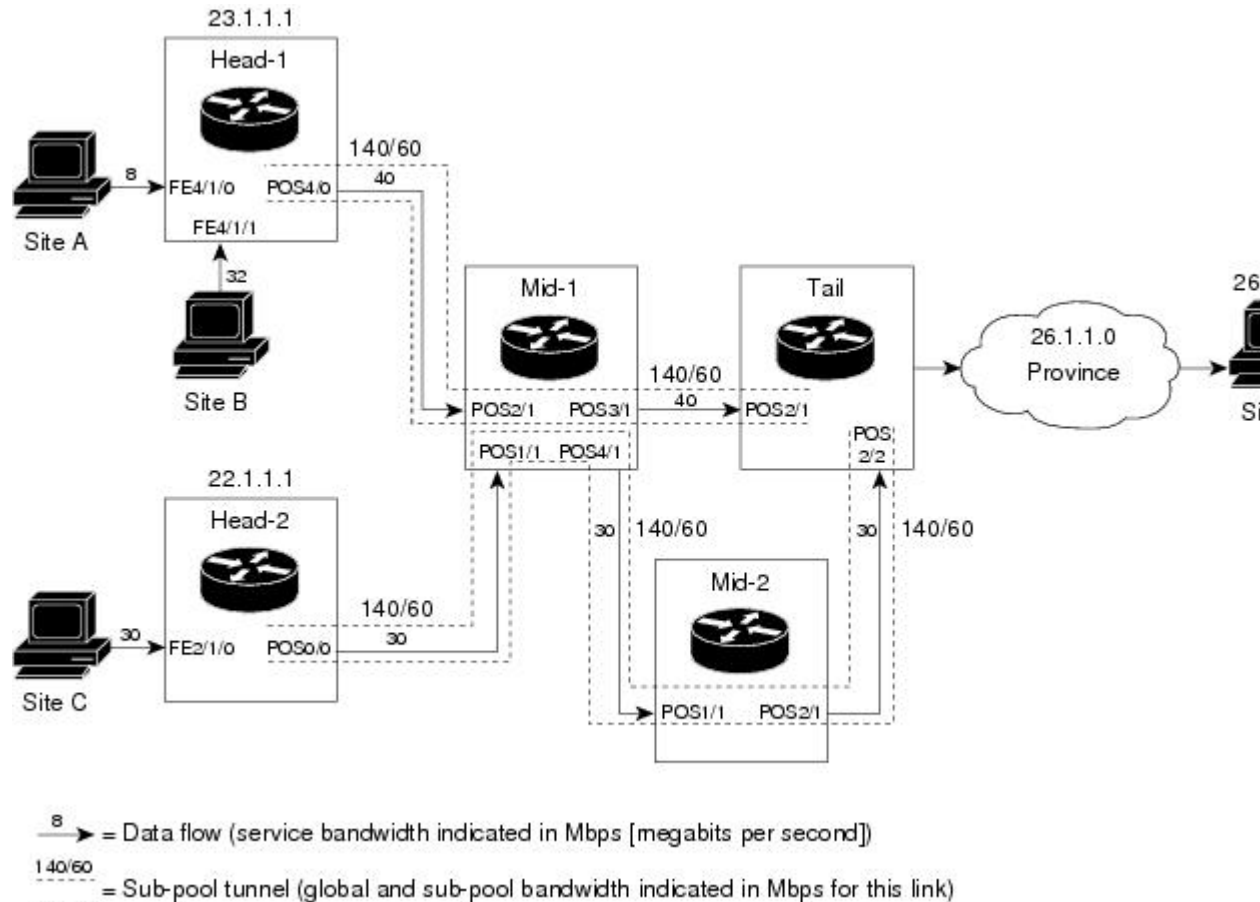 23.1.1.1
Head-1
140/60
40
8
FE4/1/0
POS4/0
FE4/1/1
Site A
32
Site B
Mid-1
Tail
26
26.1.1.0
Province
140/60
40
POS2/1
POS3/1
POS2/1
POS1/1
POS4/1
POS
2/2
Si
22.1.1.1
Head-2
30
140/60
30
140/60
Mid-2
140/60
30
30
FE2/1/0
POS0/0
Site C
POS1/1
POS2/1
8
= Data flow (service bandwidth indicated in Mbps [megabits per second])
140/60
= Sub-pool tunnel (global and sub-pool bandwidth indicated in Mbps for this link)